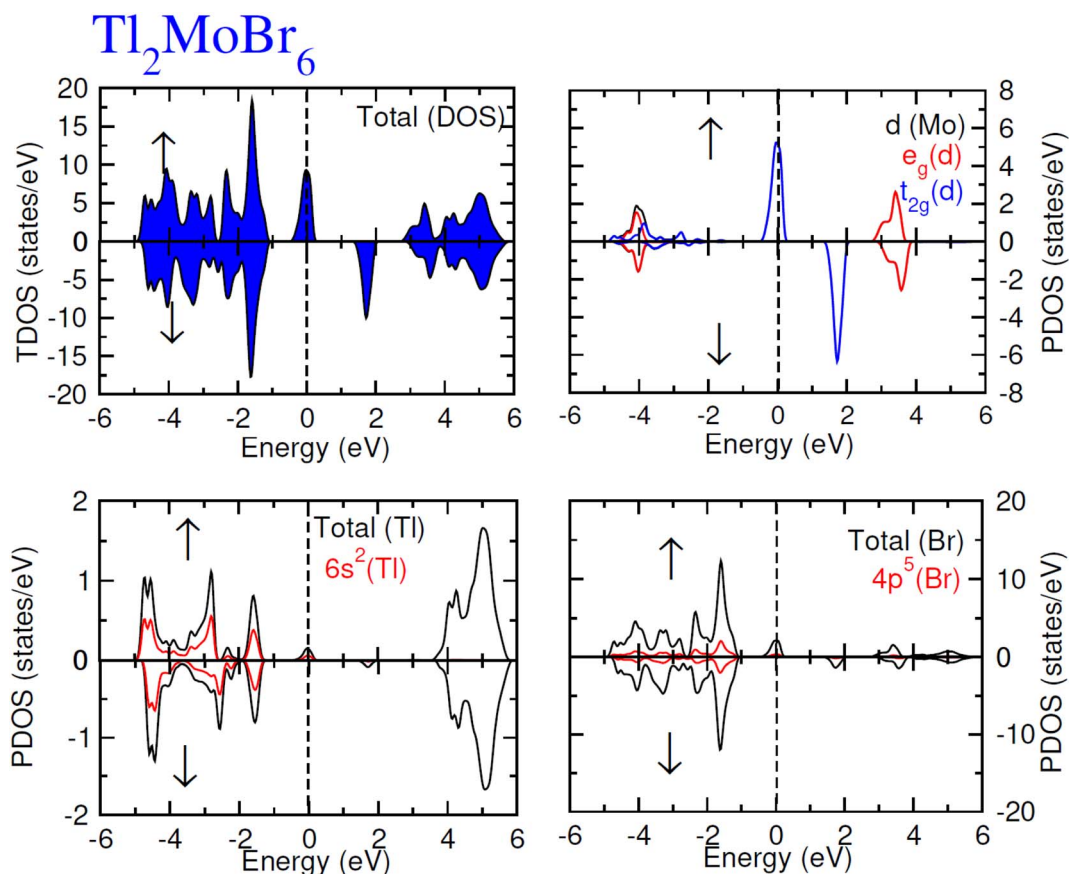 Tl2MoBr6
20
15
10
5
0
-5
-10
-15
-20
TDOS (states/eV)
Total (DOS)
↑
↓
-6 -4 -2 0 2 4 6
Energy (eV)
8
6
4
2
0
-2
-4
-6
-8
PDOS (states/eV)
d (Mo)
eg(d)
t2g(d)
↑
↓
-6 -4 -2 0 2 4 6
Energy (eV)
2
1
0
-1
-2
PDOS (states/eV)
Total (Tl)
6s2(Tl)
↑
↓
-6 -4 -2 0 2 4 6
Energy (eV)
20
10
0
-10
-20
PDOS (states/eV)
Total (Br)
4p5(Br)
↑
↓
-6 -4 -2 0 2 4 6
Energy (eV)